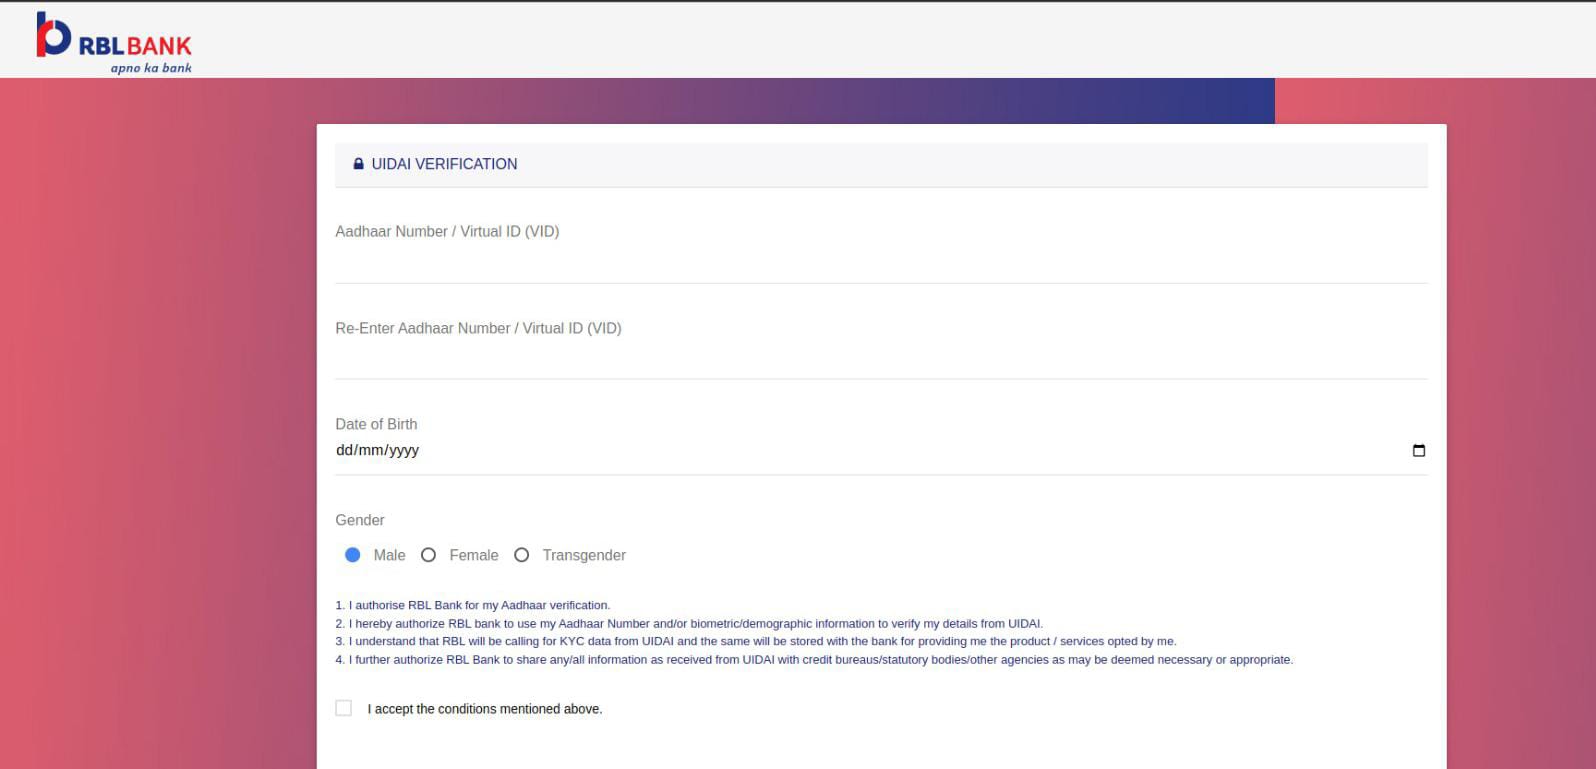 RBLBANK
apno ka bank
UIDAI VERIFICATION
Aadhaar Number / Virtual ID (VID)
Re-Enter Aadhaar Number / Virtual ID (VID)
Date of Birth
dd/mm/yyyy
Gender
Male Female Transgender
1. I authorise RBL Bank for my Aadhaar verification.
2. I hereby authorize RBL bank to use my Aadhaar Number and/or biometric/demographic information to verify my details from UIDAI.
3. I understand that RBL will be calling for KYC data from UIDAI and the same will be stored with the bank for providing me the product / services opted by me.
4. I further authorize RBL Bank to share any/all information as received from UIDAI with credit bureaus/statutory bodies/other agencies as may be deemed necessary or appropriate.
I accept the conditions mentioned above.